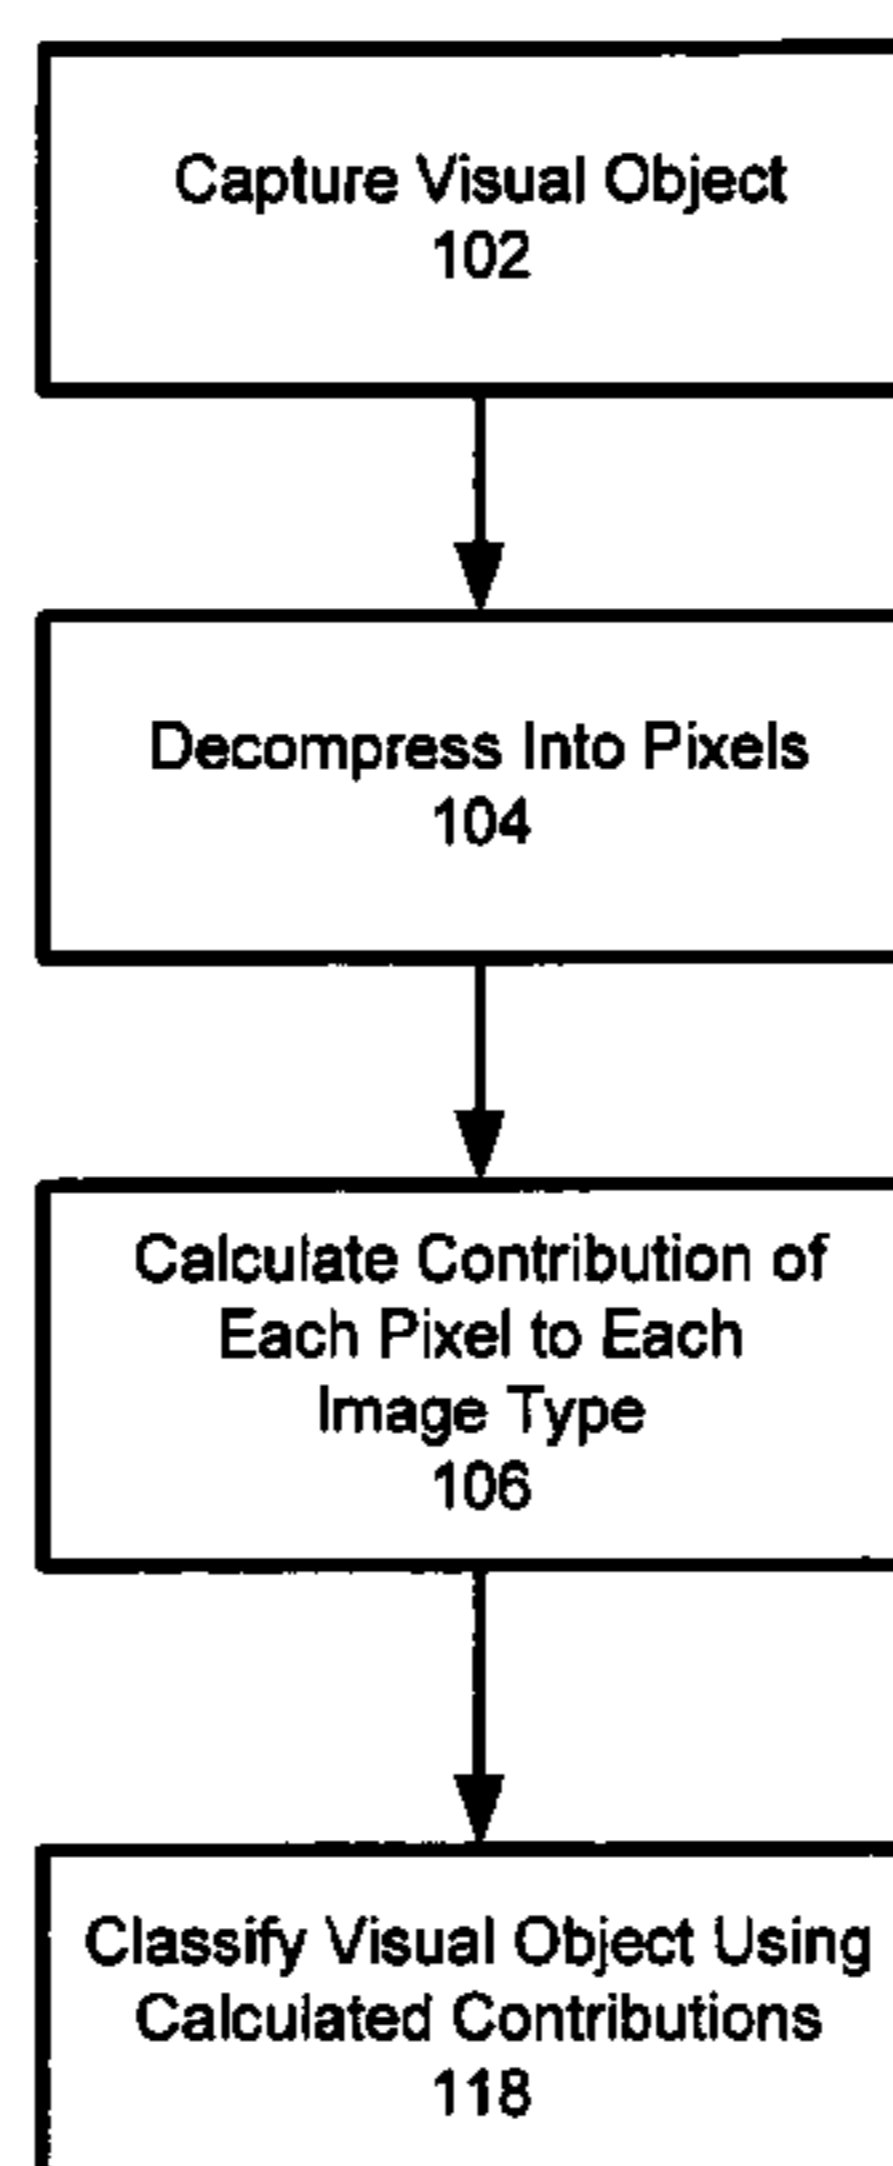 Capture Visual Object
102
Decompress Into Pixels
104
Calculate Contribution of
Each Pixel to Each
Image Type
106
Classify Visual Object Using
Calculated Contributions
118